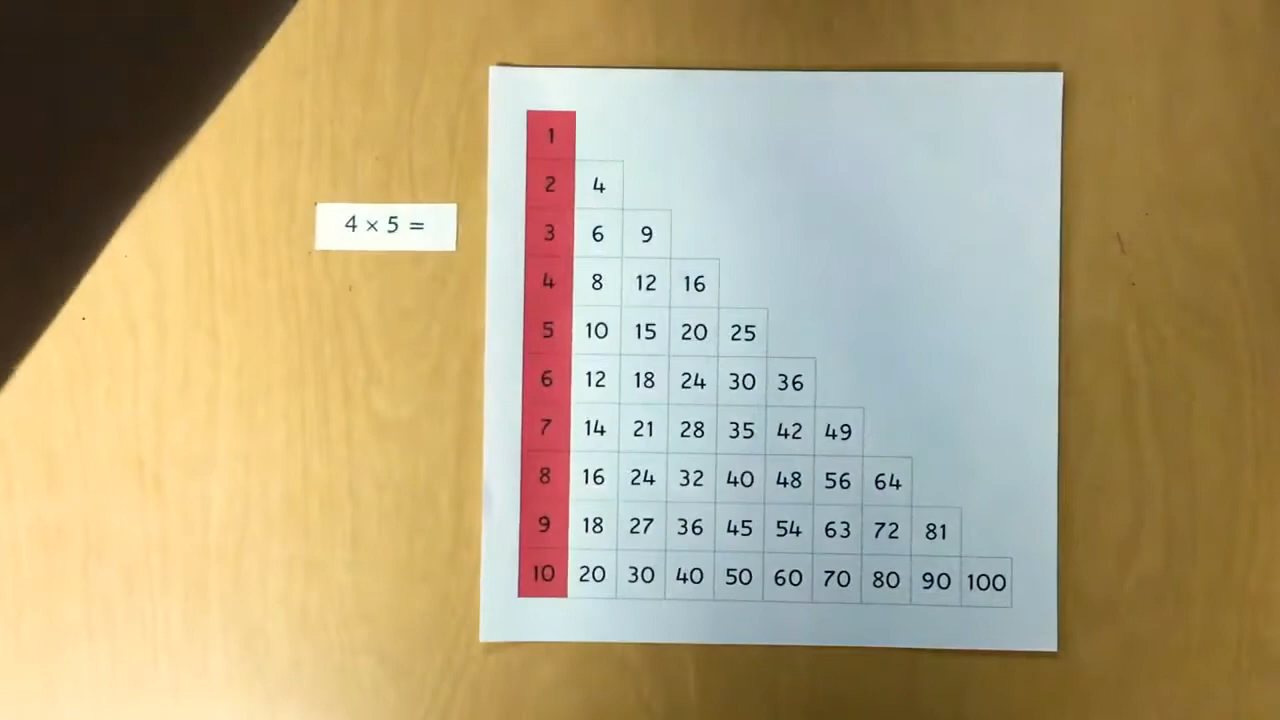 4 × 5 =
1
2 4
3 6 9
4 8 12 16
5 10 15 20 25
6 12 18 24 30 36
7 14 21 28 35 42 49
8 16 24 32 40 48 56 64
9 18 27 36 45 54 63 72 81
10 20 30 40 50 60 70 80 90 100